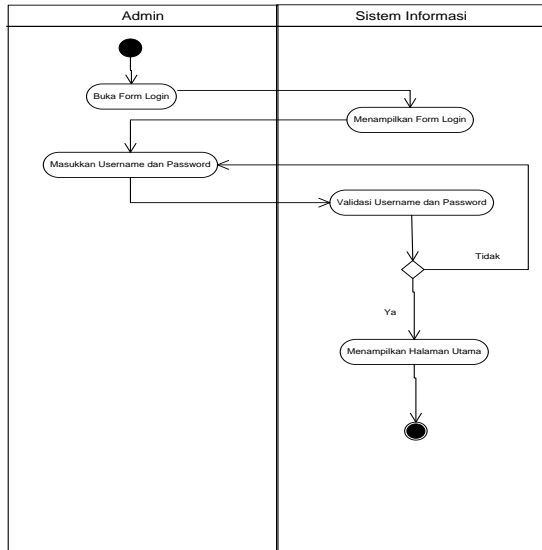 Admin
Sistem Informasi
Buka Form Login
Menampilkan Form Login
Masukkan Username dan Password
Validasi Username dan Password
Tidak
Ya
Menampilkan Halaman Utama